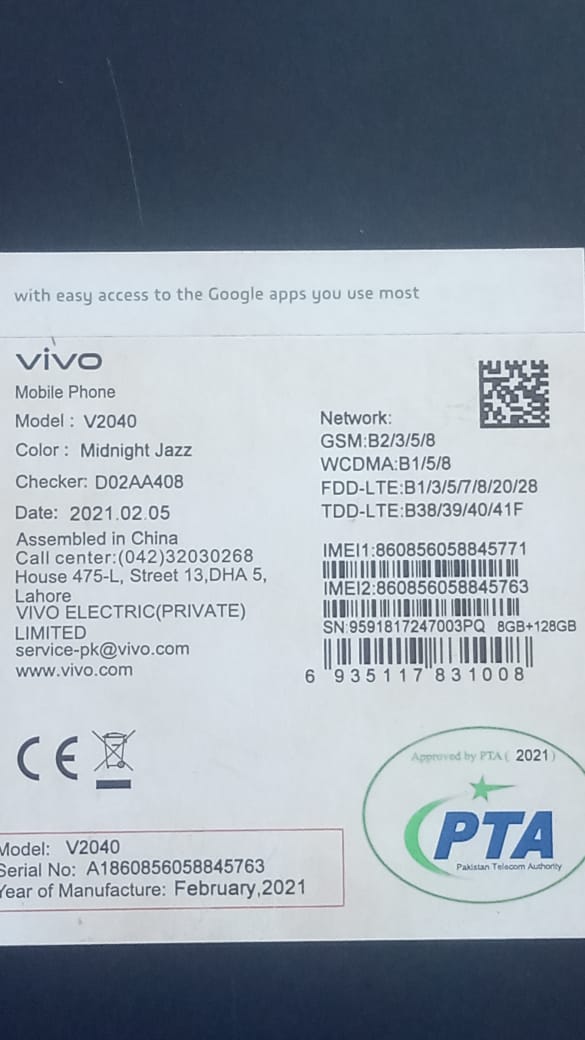 with easy access to the Google apps you use most
vivo
Mobile Phone
Model : V2040
Color : Midnight Jazz
Checker: D02AA408
Date: 2021.02.05
Assembled in China
Call center:(042)32030268
House 475-L, Street 13,DHA 5,
Lahore
VIVO ELECTRIC(PRIVATE)
LIMITED
service-pk@vivo.com
www.vivo.com
Network:
GSM:B2/3/5/8
WCDMA:B1/5/8
FDD-LTE:B1/3/5/7/8/20/28
TDD-LTE:B38/39/40/41F
IMEI1:860856058845771
IMEI2:860856058845763
SN:9591817247003PQ 8GB+128GB
6 935117 831008
CE
Approved by PTA ( 2021 )
PTA
Pakistan Telecom Authority
Model: V2040
Serial No: A1860856058845763
Year of Manufacture: February,2021